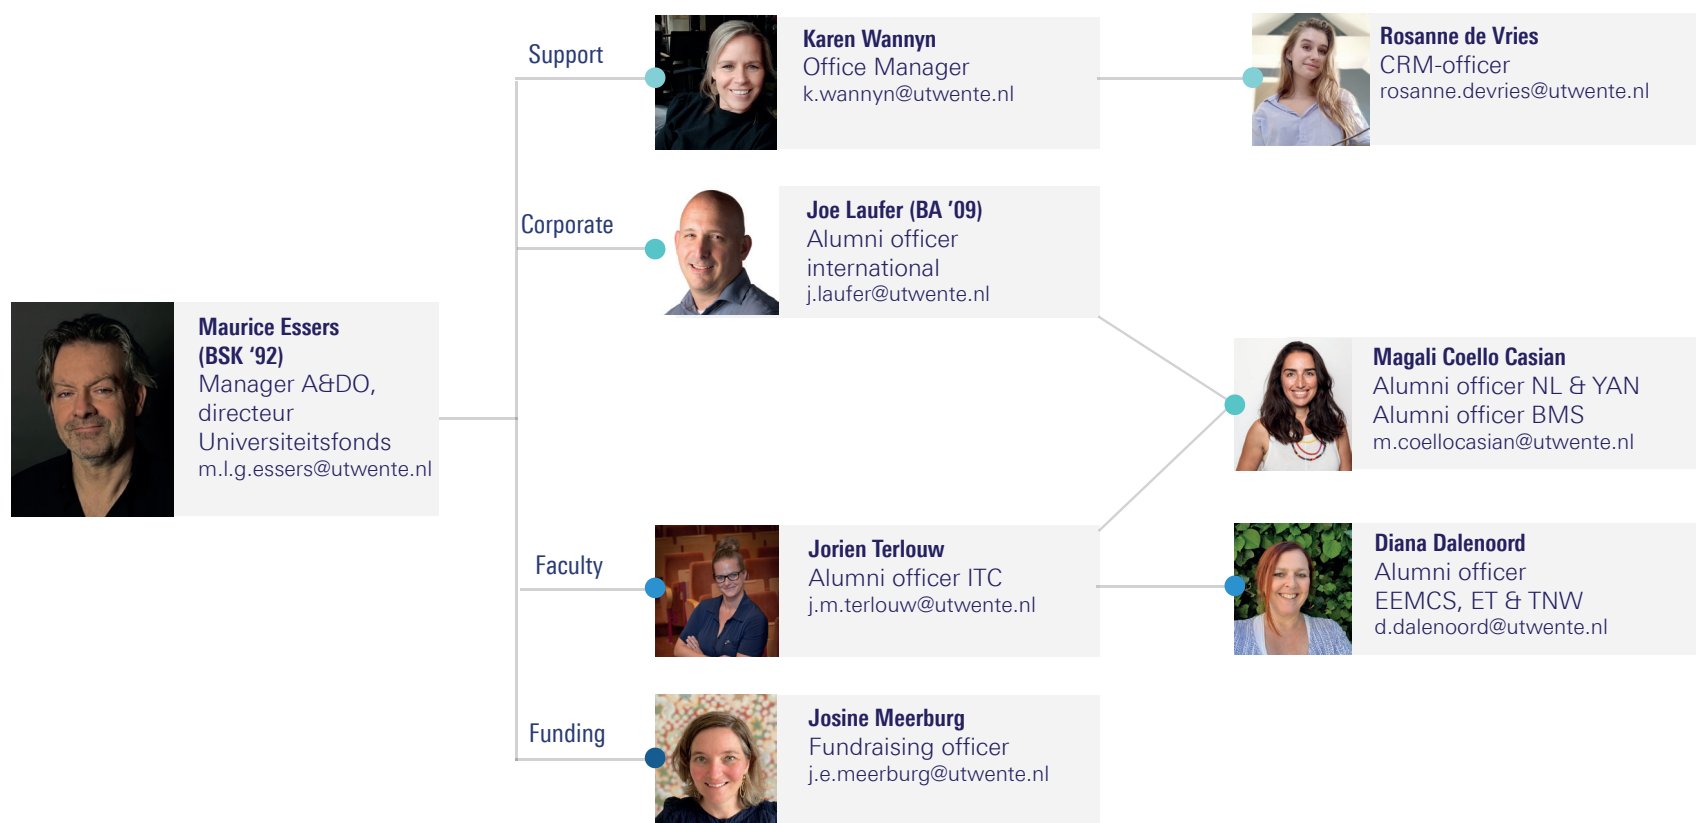 Support
Karen Wannyn
Office Manager
k.wannyn@utwente.nl
Rosanne de Vries
CRM-officer
rosanne.devries@utwente.nl
Corporate
Joe Laufer (BA ’09)
Alumni officer
international
j.laufer@utwente.nl
Maurice Essers
(BSK ‘92)
Manager A&DO,
directeur
Universiteitsfonds
m.l.g.essers@utwente.nl
Magali Coello Casian
Alumni officer NL & YAN
Alumni officer BMS
m.coellocasian@utwente.nl
Faculty
Jorien Terlouw
Alumni officer ITC
j.m.terlouw@utwente.nl
Diana Dalenoord
Alumni officer
EEMCS, ET & TNW
d.dalenoord@utwente.nl
Funding
Josine Meerburg
Fundraising officer
j.e.meerburg@utwente.nl